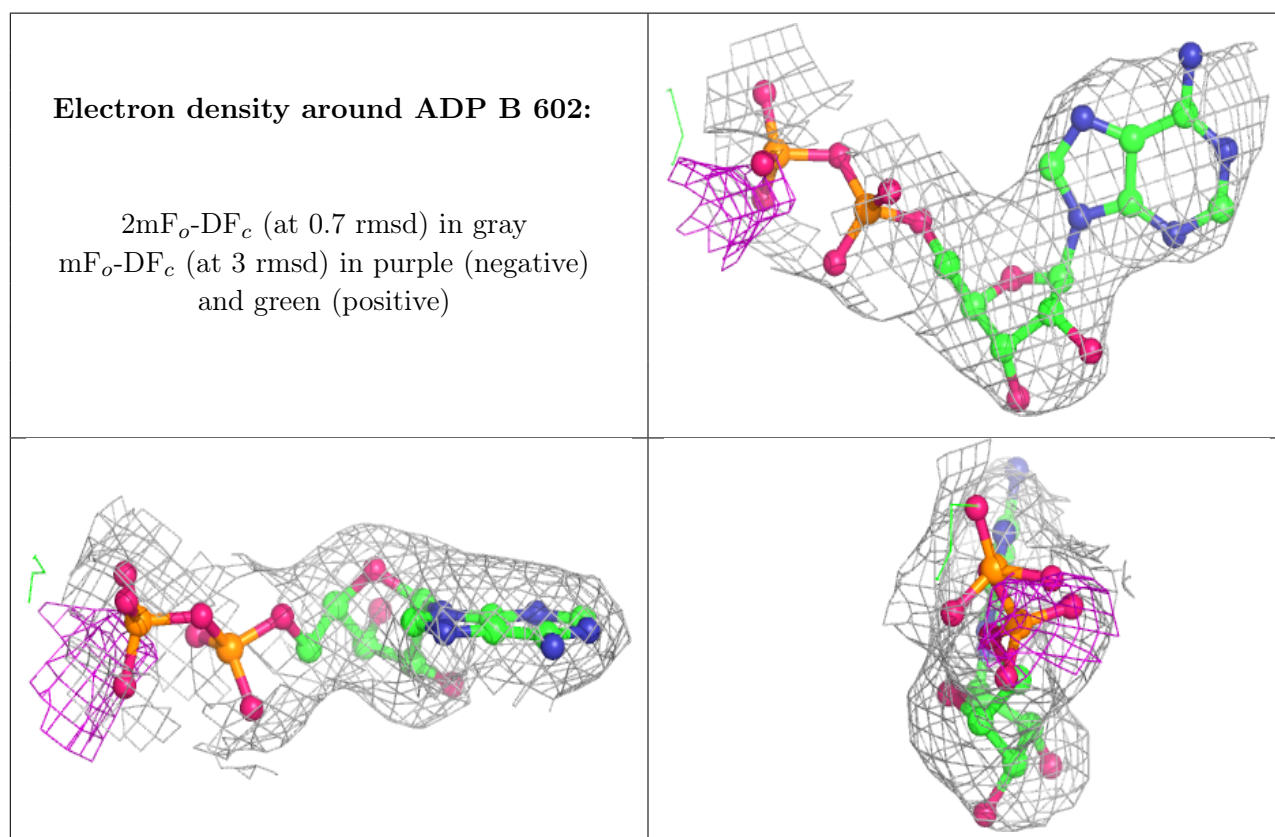 Electron density around ADP B 602:
2mFo-DFc (at 0.7 rmsd) in gray
mFo-DFc (at 3 rmsd) in purple (negative)
and green (positive)